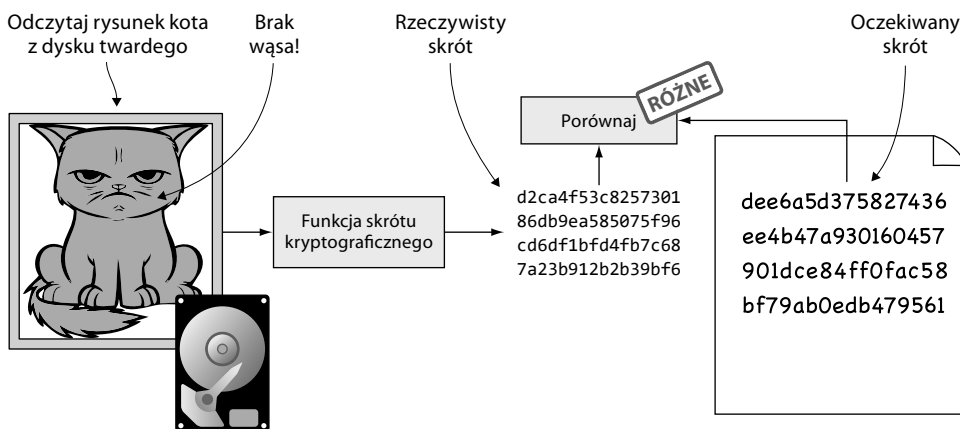 Odczytaj rysunek kota
z dysku twardego
Brak
wąsa!
Rzeczywisty
skrót
Oczekiwany
skrót
RÓŻNE
Porównaj
Funkcja skrótu
kryptograficznego
d2ca4f53c8257301
86db9ea585075f96
cd6df1bfd4fb7c68
7a23b912b2b39bf6
dee6a5d375827436
ee4b47a930160457
901dce84ff0fac58
bf79ab0edb479561